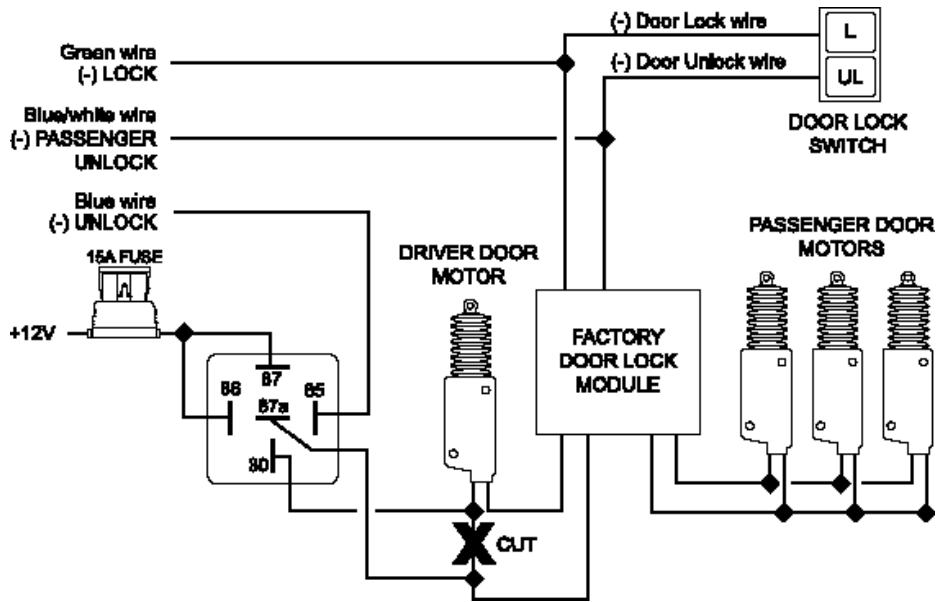 (-) Door Lock wire
L
Green wire
(-) LOCK
(-) Door Unlock wire
UL
Blue/white wire
(-) PASSENGER
UNLOCK
DOOR LOCK
SWITCH
Blue wire
(-) UNLOCK
PASSENGER DOOR
MOTORS
15A FUSE
DRIVER DOOR
MOTOR
+12V
FACTORY
DOOR LOCK
MODULE
87
86
85
87a
30
CUT